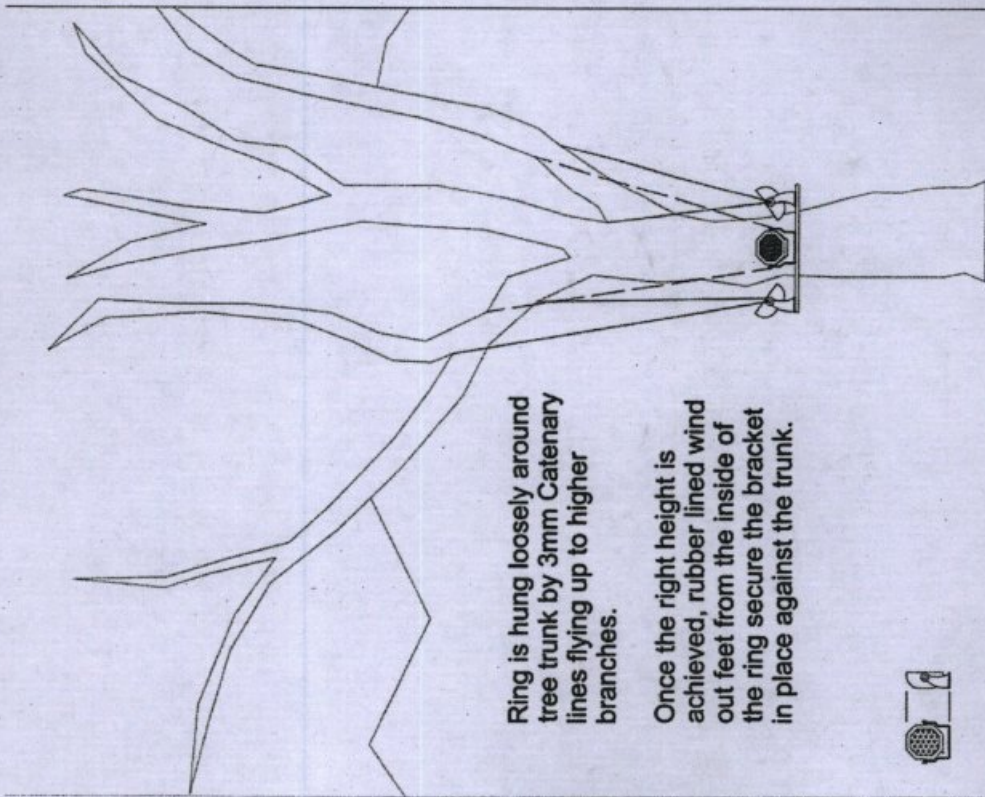 Ring is hung loosely around
tree trunk by 3mm Catenary
lines flying up to higher
branches.
Once the right height is
achieved, rubber lined wind
out feet from the inside of
the ring secure the bracket
in place against the trunk.